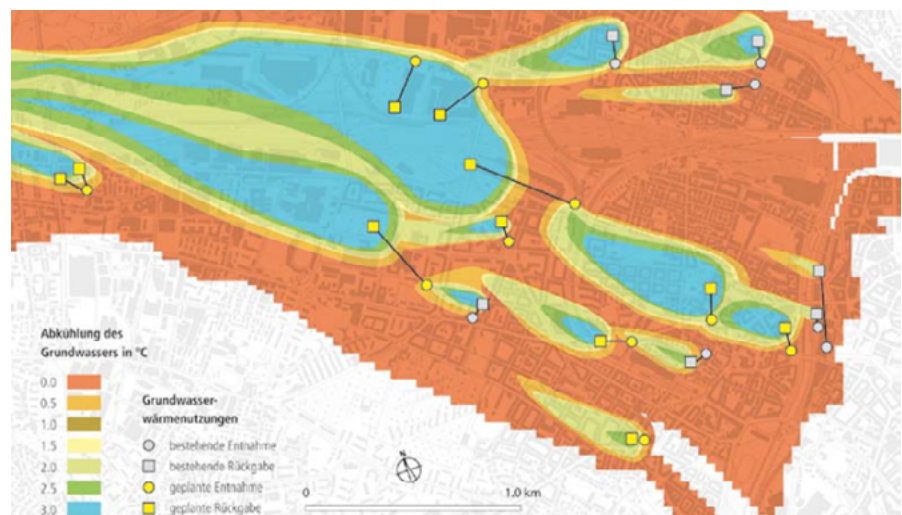 Abkühlung des
Grundwassers in °C
0.0
0.5
1.0
1.5
2.0
2.5
3.0
Grundwasser-
wärmenutzungen
bestehende Entnahme
bestehende Rückgabe
geplante Entnahme
geplante Rückgabe
N
0
1.0 km
Wiedikon